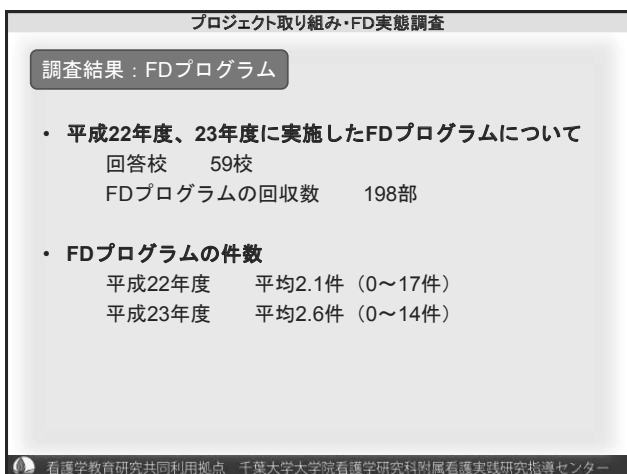 プロジェクト取り組み・FD実態調査
調査結果：FDプログラム
・ 平成22年度、23年度に実施したFDプログラムについて
回答校　59校
FDプログラムの回収数　198部
・ FDプログラムの件数
平成22年度　平均2.1件（0～17件）
平成23年度　平均2.6件（0～14件）
看護学教育研究共同利用拠点　千葉大学大学院看護学研究科附属看護実践研究指導センター